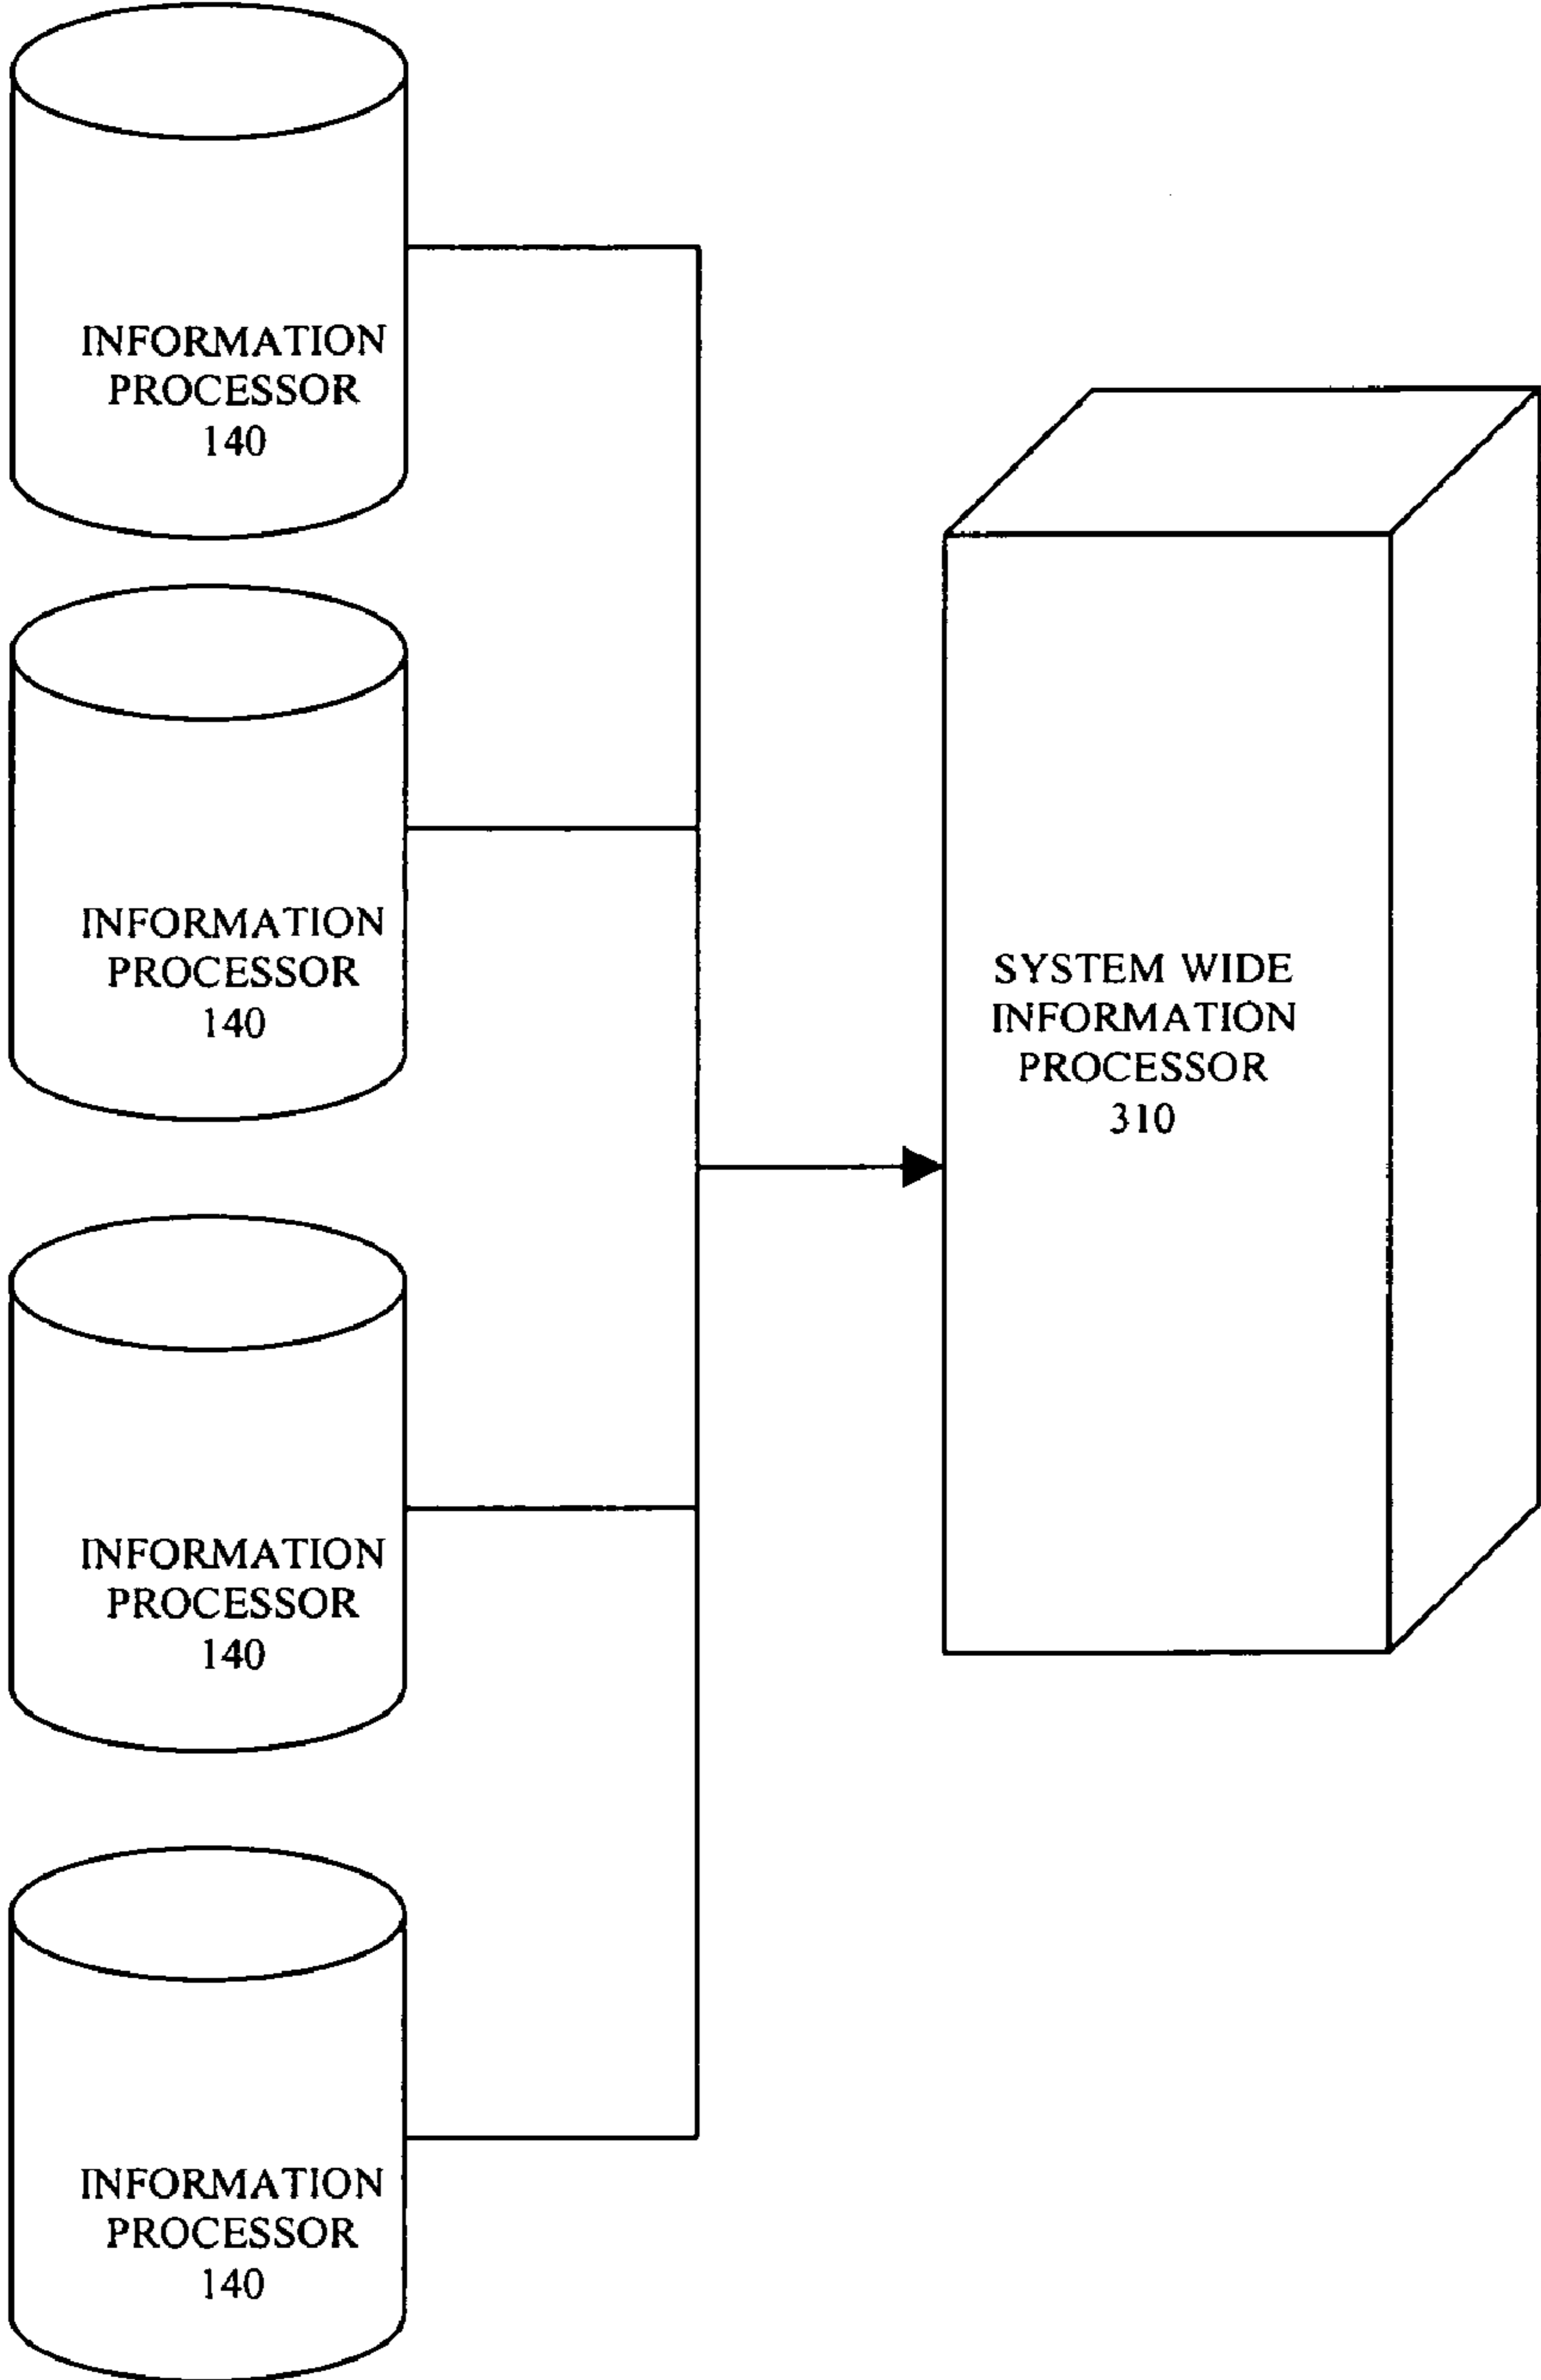 INFORMATION
PROCESSOR
140
INFORMATION
PROCESSOR
140
SYSTEM WIDE
INFORMATION
PROCESSOR
310
INFORMATION
PROCESSOR
140
INFORMATION
PROCESSOR
140